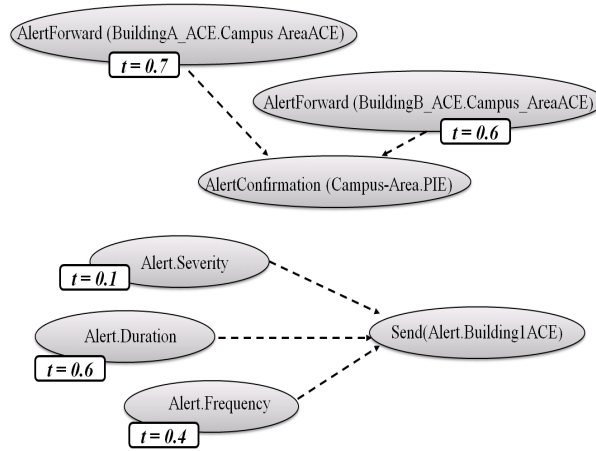 AlertForward (BuildingA_ACE.Campus AreaACE)
t = 0.7
AlertForward (BuildingB_ACE.Campus_AreaACE)
t = 0.6
AlertConfirmation (Campus-Area.PIE)
Alert.Severity
t = 0.1
Alert.Duration
t = 0.6
Send(Alert.Building1ACE)
Alert.Frequency
t = 0.4